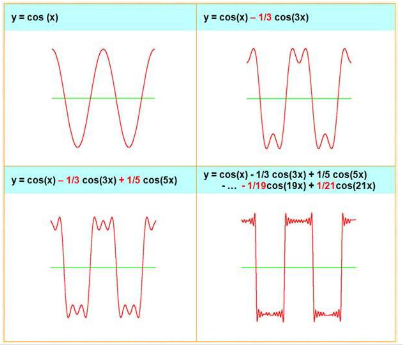 y = cos (x)
y = cos(x) – 1/3 cos(3x)
y = cos(x) – 1/3 cos(3x) + 1/5 cos(5x)
y = cos(x) - 1/3 cos(3x) + 1/5 cos(5x)
- ... - 1/19cos(19x) + 1/21cos(21x)